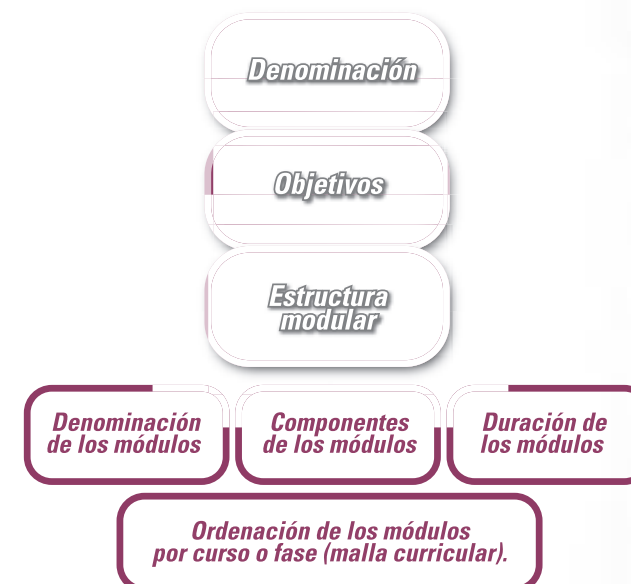 Denominación
Objetivos
Estructura
modular
Denominación
de los módulos
Componentes
de los módulos
Duración de
los módulos
Ordenación de los módulos
por curso o fase (malla curricular).